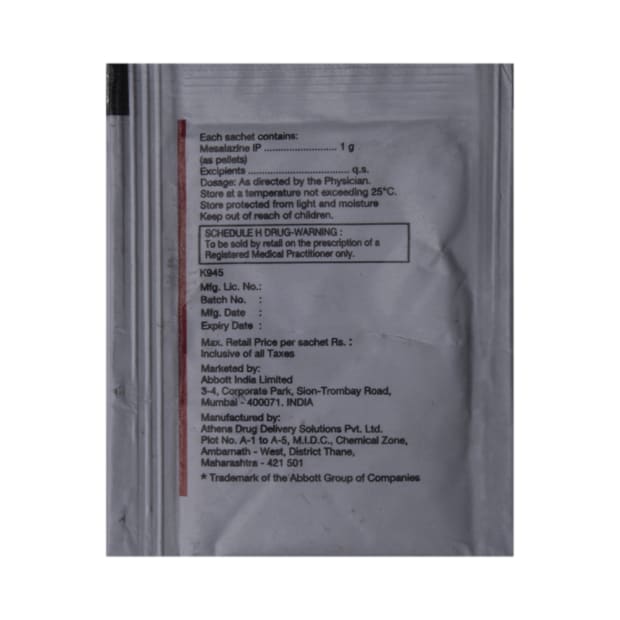 Each sachet contains:
Mesalazine IP ........................ 1 g
(as pellets)
Excipients ................................... q.s.
Dosage: As directed by the Physician.
Store at a temperature not exceeding 25°C.
Store protected from light and moisture
Keep out of reach of children.
SCHEDULE H DRUG-WARNING :
To be sold by retail on the prescription of a
Registered Medical Practitioner only.
K945
Mfg. Lic. No.:
Batch No. :
Mfg. Date :
Expiry Date :
Max. Retail Price per sachet Rs. :
Inclusive of all Taxes
Marketed by:
Abbott India Limited
3-4, Corporate Park, Sion-Trombay Road,
Mumbai - 400071. INDIA
Manufactured by:
Athena Drug Delivery Solutions Pvt. Ltd.
Plot No. A-1 to A-5, M.I.D.C., Chemical Zone,
Ambarnath - West, District Thane,
Maharashtra - 421 501
* Trademark of the Abbott Group of Companies